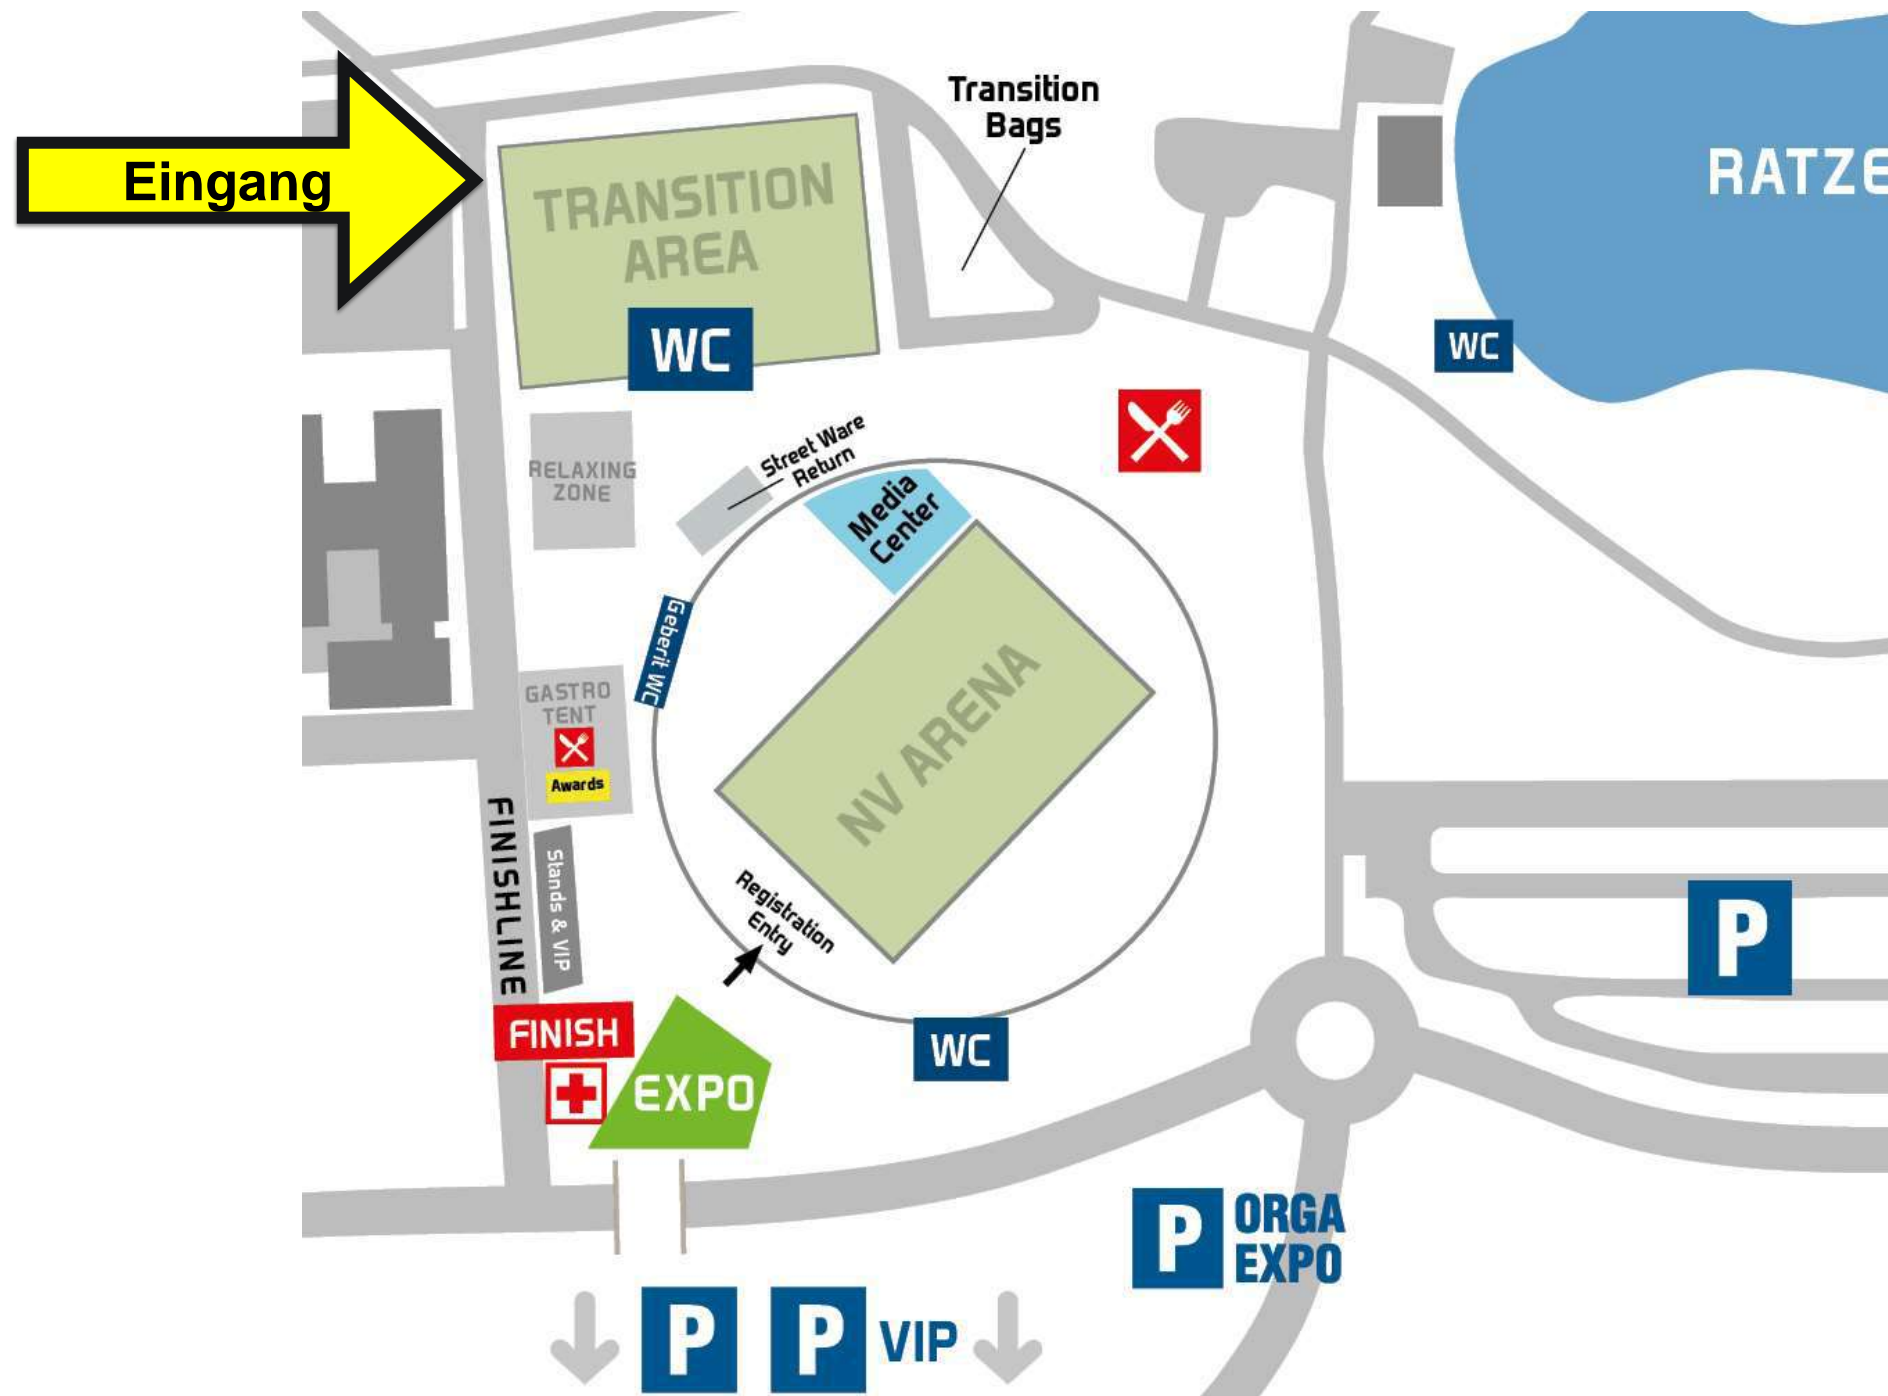 Eingang
Transition
Bags
TRANSITION
AREA
WC
RATZE
WC
RELAXING
ZONE
Street Ware
Return
Media
Center
Geberit WC
GASTRO
TENT
Awards
NV ARENA
FINISHLINE
Stands & VIP
Registration
Entry
P
FINISH
EXPO
WC
P
ORGA
EXPO
P
P
VIP